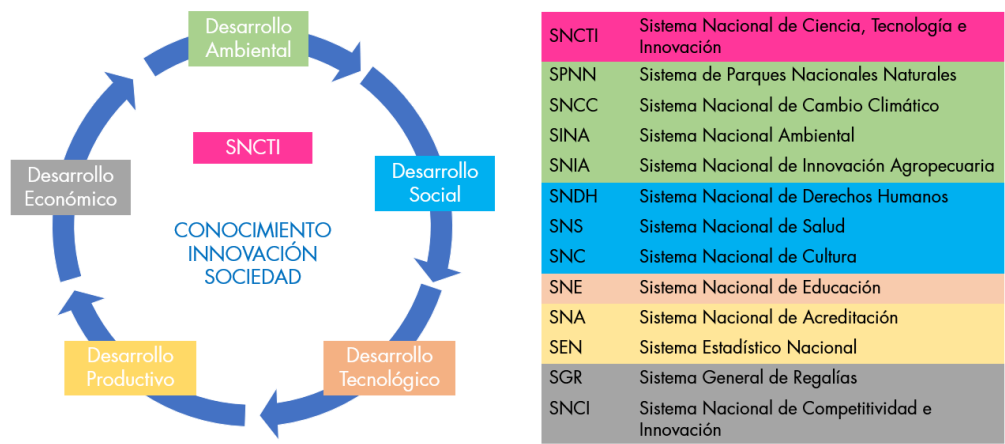 Desarrollo
Ambiental
SNCTI
Desarrollo
Social
Desarrollo
Económico
CONOCIMIENTO
INNOVACIÓN
SOCIEDAD
Desarrollo
Productivo
Desarrollo
Tecnológico
SNCTI Sistema Nacional de Ciencia, Tecnología e
Innovación
SPNN Sistema de Parques Nacionales Naturales
SNCC Sistema Nacional de Cambio Climático
SINA Sistema Nacional Ambiental
SNIA Sistema Nacional de Innovación Agropecuaria
SNDH Sistema Nacional de Derechos Humanos
SNS Sistema Nacional de Salud
SNC Sistema Nacional de Cultura
SNE Sistema Nacional de Educación
SNA Sistema Nacional de Acreditación
SEN Sistema Estadístico Nacional
SGR Sistema General de Regalías
SNCI Sistema Nacional de Competitividad e
Innovación